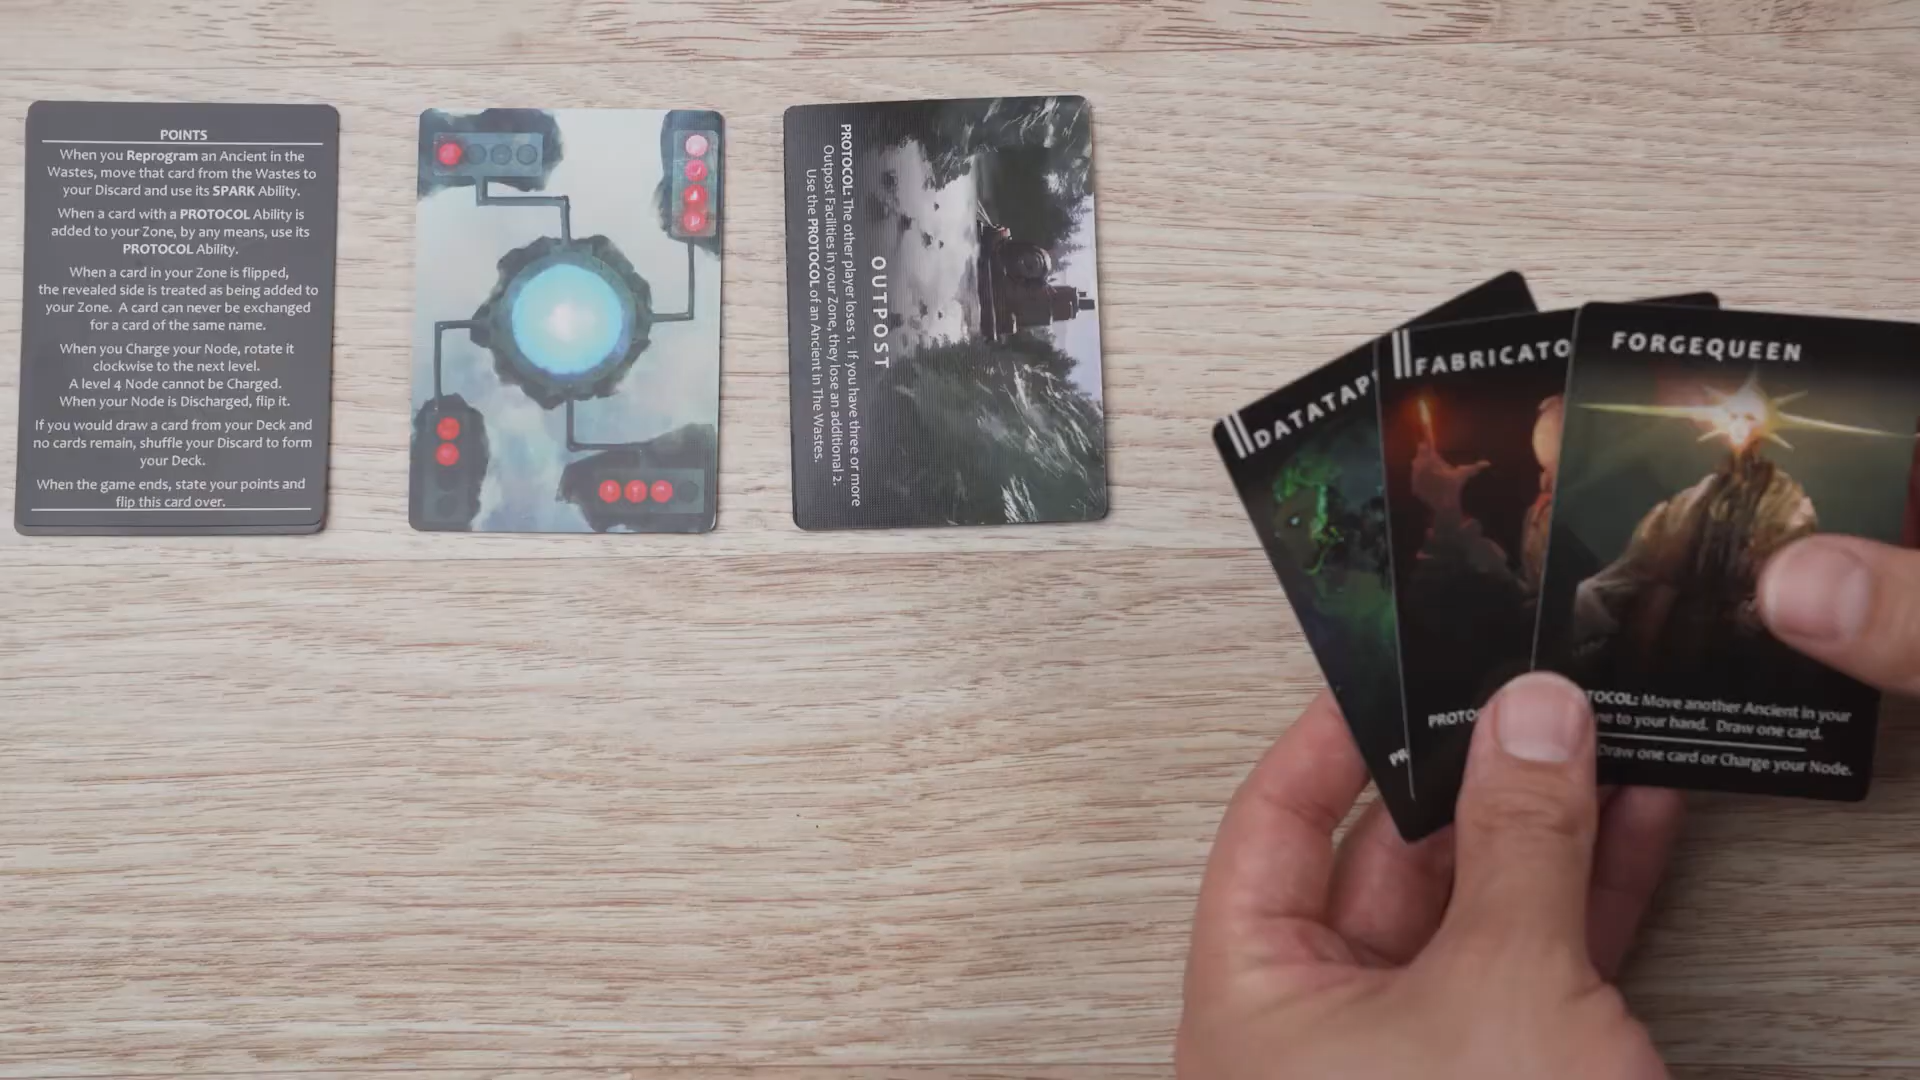 POINTS
When you Reprogram an Ancient in the
Wastes, move that card from the Wastes to
your Discard and use its SPARK Ability.
When a card with a PROTOCOL Ability is
added to your Zone, by any means, use its
PROTOCOL Ability.
When a card in your Zone is flipped,
the revealed side is treated as being added to
your Zone. A card can never be exchanged
for a card of the same name.
When you Charge your Node, rotate it
clockwise to the next level.
A level 4 Node cannot be Charged.
When your Node is Discharged, flip it.
If you would draw a card from your Deck and
no cards remain, shuffle your Discard to form
your Deck.
When the game ends, state your points and
flip this card over.
OUTPOST
PROTOCOL: The other player loses 1. If you have three or more
Outpost Facilities in your Zone, they lose an additional 2.
Use the PROTOCOL of an Ancient in The Wastes.
DATATAP
PR
FABRICATO
PROTO
FORGEQUEEN
TOCOL: Move another Ancient in your
ne to your hand. Draw one card.
Draw one card or Charge your Node.